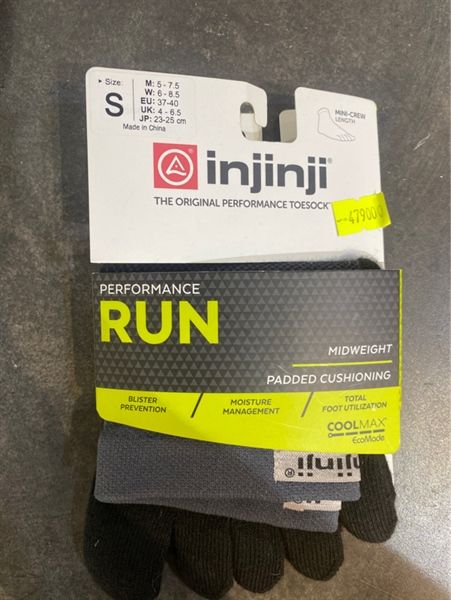 ▸ Size:
S
M: 5 - 7.5
W: 6 - 8.5
EU: 37-40
UK: 4 - 6.5
JP: 23-25 cm
Made in China
MINI-CREW
LENGTH
injinji®
THE ORIGINAL PERFORMANCE TOESOCK
PERFORMANCE
RUN
MIDWEIGHT
PADDED CUSHIONING
BLISTER
PREVENTION
MOISTURE
MANAGEMENT
TOTAL
FOOT UTILIZATION
COOLMAX®
EcoMade
injinji
®